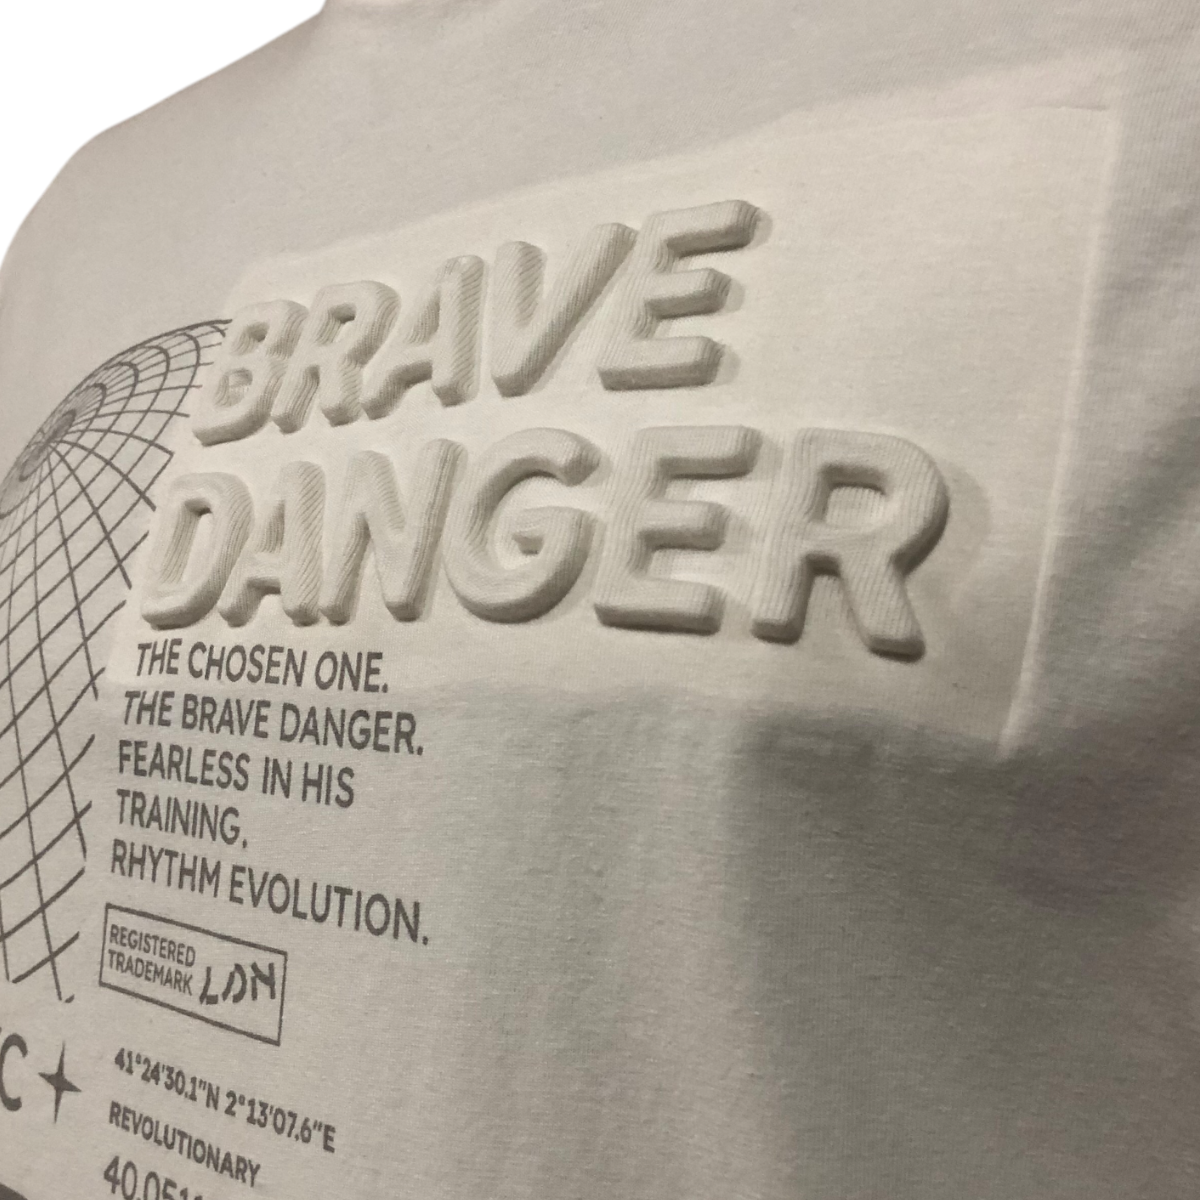 BRAVE
DANGER
THE CHOSEN ONE.
THE BRAVE DANGER.
FEARLESS IN HIS
TRAINING.
RHYTHM EVOLUTION.
REGISTERED
TRADEMARK LDN
41°24'30.1"N 2°13'07.6"E
REVOLUTIONARY